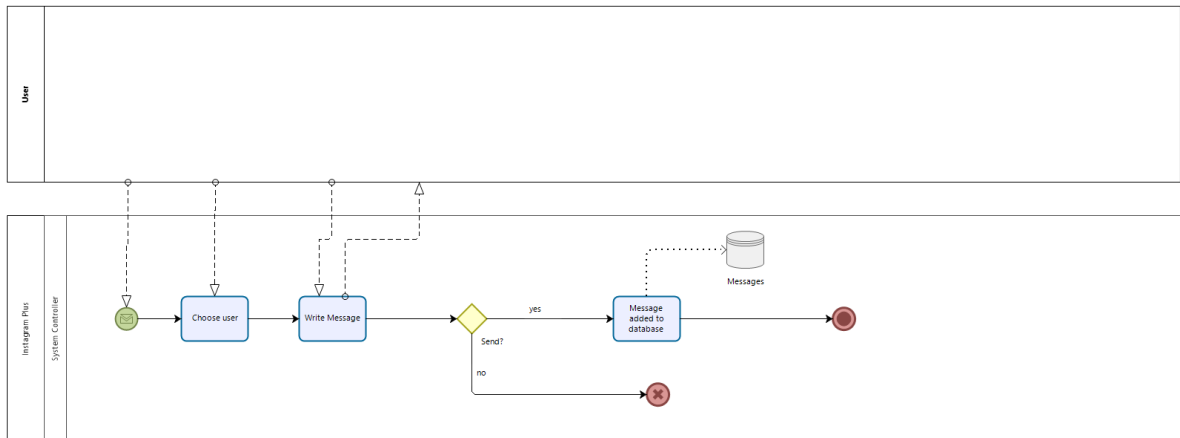 User
Instagram Plus
System Controller
Choose user
Write Message
Send?
yes
no
Message
added to
database
Messages